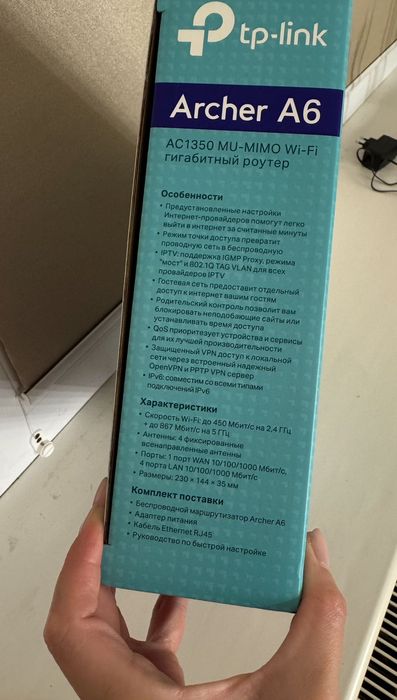 tp-link
Archer A6
AC1350 MU-MIMO Wi-Fi
гигабитный роутер
Особенности
• Предустановленные настройки
Интернет-провайдеров помогут легко
выйти в интернет за считанные минуты
• Режим точки доступа превратит
проводную сеть в беспроводную
• IPTV: поддержка IGMP Proxy, режима
"мост" и 802.1Q TAG VLAN для всех
провайдеров IPTV
• Гостевая сеть предоставит отдельный
доступ к интернет вашим гостям
• Родительский контроль позволит вам
блокировать неподобающие сайты или
устанавливать время доступа
• QoS приоритезует устройства и сервисы
для их лучшей производительности
• Защищенный VPN доступ к локальной
сети через встроенный надежный
OpenVPN и PPTP VPN сервер
• IPv6: совместим со всеми типами
подключений IPv6
Характеристики
• Скорость Wi-Fi: до 450 Мбит/с на 2,4 ГГц
+ до 867 Мбит/с на 5 ГГц
• Антенны: 4 фиксированные
всенаправленные антенны
• Порты: 1 порт WAN 10/100/1000 Мбит/с,
4 порта LAN 10/100/1000 Мбит/с
• Размеры: 230 × 144 × 35 мм
Комплект поставки
• Беспроводной маршрутизатор Archer A6
• Адаптер питания
• Кабель Ethernet RJ45
• Руководство по быстрой настройке